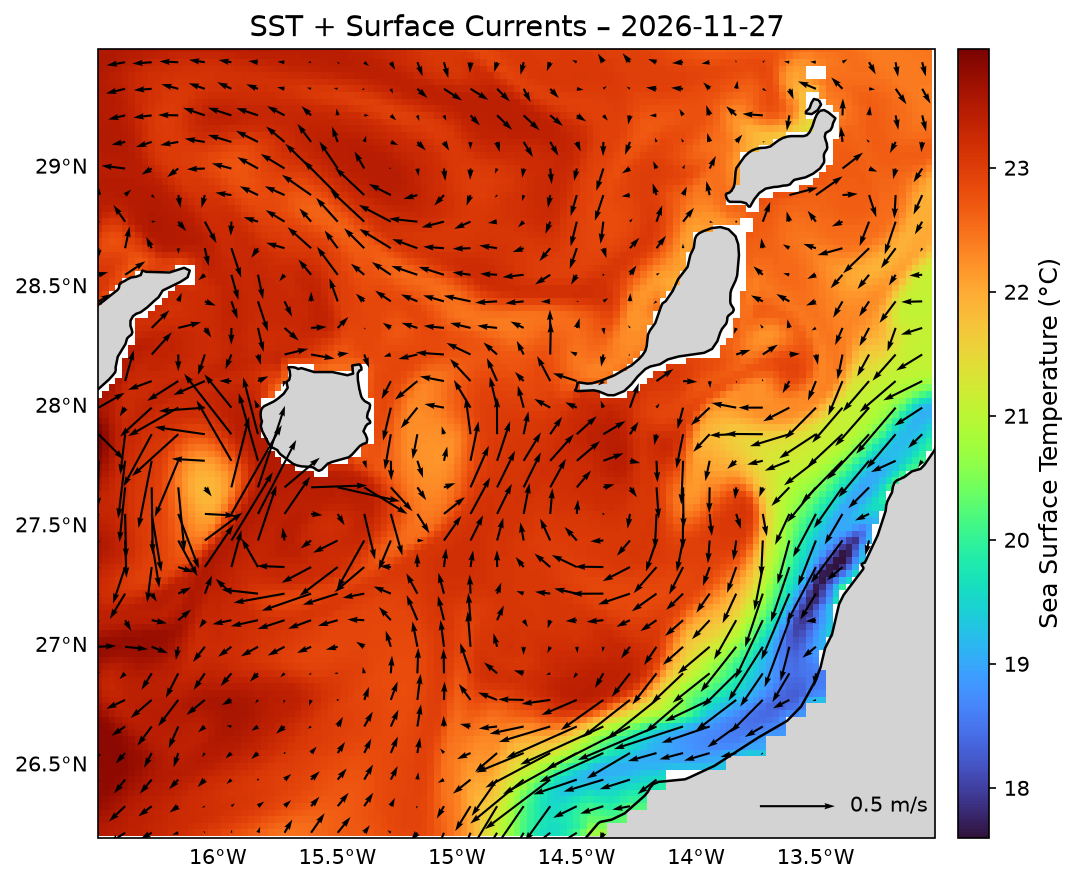 SST + Surface Currents – 2026-11-27
29°N
28.5°N
28°N
27.5°N
27°N
26.5°N
16°W
15.5°W
15°W
14.5°W
14°W
13.5°W
0.5 m/s
23
22
21
20
19
18
Sea Surface Temperature (°C)